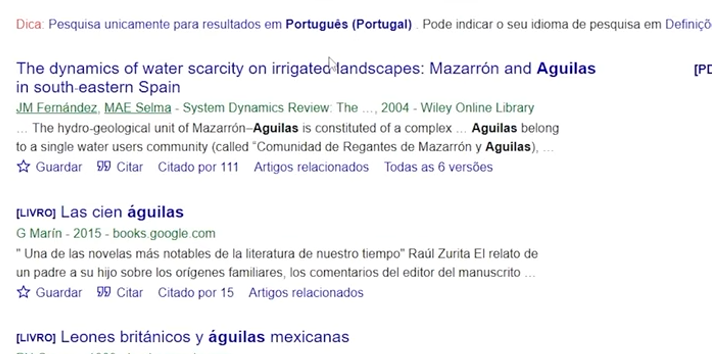 Dica: Pesquisa unicamente para resultados em Português (Portugal) . Pode indicar o seu idioma de pesquisa em Definiçõ
The dynamics of water scarcity on irrigated landscapes: Mazarrón and Aguilas [PD
in south-eastern Spain
JM Fernández, MAE Selma - System Dynamics Review: The …, 2004 - Wiley Online Library
… The hydro-geological unit of Mazarrón–Aguilas is constituted of a complex … Aguilas belong
to a single water users community (called “Comunidad de Regantes de Mazarrón y Aguilas), …
Guardar Citar Citado por 111 Artigos relacionados Todas as 6 versões
[LIVRO] Las cien águilas
G Marín - 2015 - books.google.com
" Una de las novelas más notables de la literatura de nuestro tiempo" Raúl Zurita El relato de
un padre a su hijo sobre los orígenes familiares, los comentarios del editor del manuscrito …
Guardar Citar Citado por 15 Artigos relacionados
[LIVRO] Leones británicos y águilas mexicanas